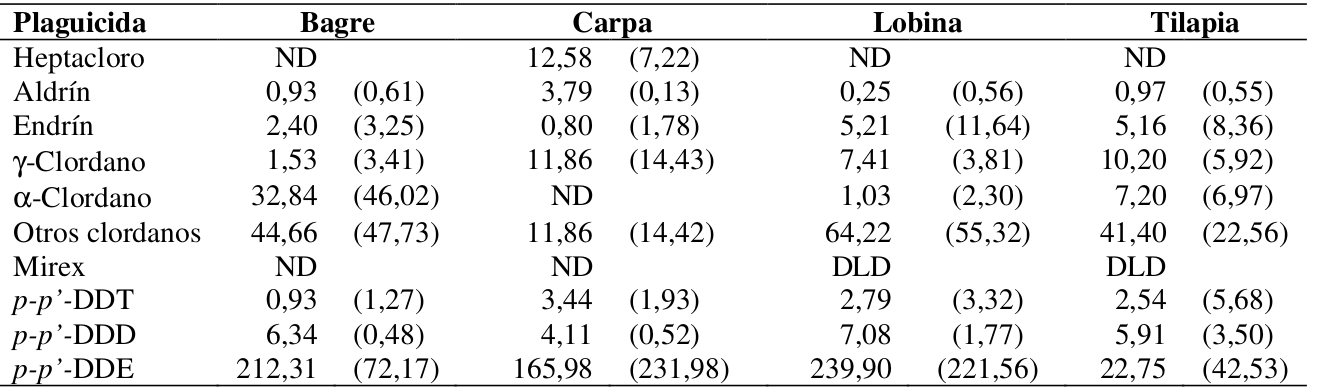 Plaguicida Bagre Carpa Lobina Tilapia
Heptacloro ND 12,58 (7,22) ND ND
Aldrín 0,93 (0,61) 3,79 (0,13) 0,25 (0,56) 0,97 (0,55)
Endrín 2,40 (3,25) 0,80 (1,78) 5,21 (11,64) 5,16 (8,36)
γ-Clordano 1,53 (3,41) 11,86 (14,43) 7,41 (3,81) 10,20 (5,92)
α-Clordano 32,84 (46,02) ND 1,03 (2,30) 7,20 (6,97)
Otros clordanos 44,66 (47,73) 11,86 (14,42) 64,22 (55,32) 41,40 (22,56)
Mirex ND ND DLD DLD
p-p’-DDT 0,93 (1,27) 3,44 (1,93) 2,79 (3,32) 2,54 (5,68)
p-p’-DDD 6,34 (0,48) 4,11 (0,52) 7,08 (1,77) 5,91 (3,50)
p-p’-DDE 212,31 (72,17) 165,98 (231,98) 239,90 (221,56) 22,75 (42,53)